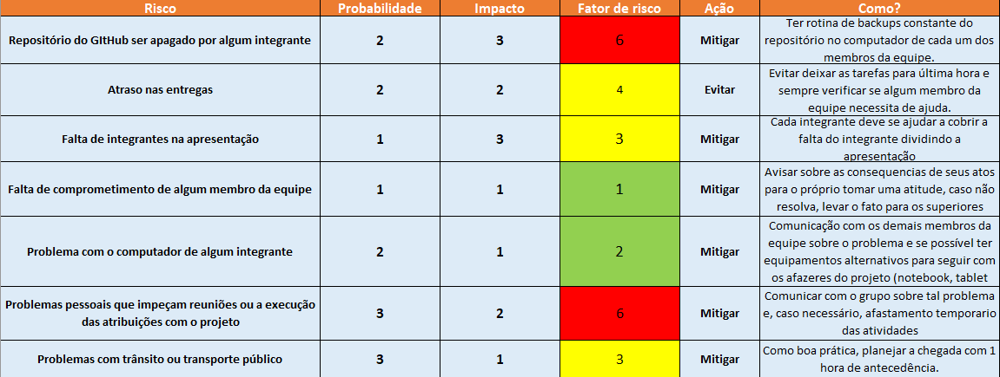 Risco Probabilidade Impacto Fator de risco Ação Como?
Repositório do GItHub ser apagado por algum integrante 2 3 6 Mitigar
Ter rotina de backups constante do
repositório no computador de cada um dos
membros da equipe.
Atraso nas entregas 2 2 4 Evitar
Evitar deixar as tarefas para última hora e
sempre verificar se algum membro da
equipe necessita de ajuda.
Falta de integrantes na apresentação 1 3 3 Mitigar
Cada integrante deve se ajudar a cobrir a
falta do integrante dividindo a
apresentação
Falta de comprometimento de algum membro da equipe 1 1 1 Mitigar
Avisar sobre as consequencias de seus atos
para o próprio tomar uma atitude, caso não
resolva, levar o fato para os superiores
Problema com o computador de algum integrante 2 1 2 Mitigar
Comunicação com os demais membros da
equipe sobre o problema e se possível ter
equipamentos alternativos para seguir com
os afazeres do projeto (notebook, tablet
Problemas pessoais que impeçam reuniões ou a execução
das atribuições com o projeto
3 2 6 Mitigar
Comunicar com o grupo sobre tal problema
e, caso necessário, afastamento temporario
das atividades
Problemas com trânsito ou transporte público 3 1 3 Mitigar
Como boa prática, planejar a chegada com 1
hora de antecedência.